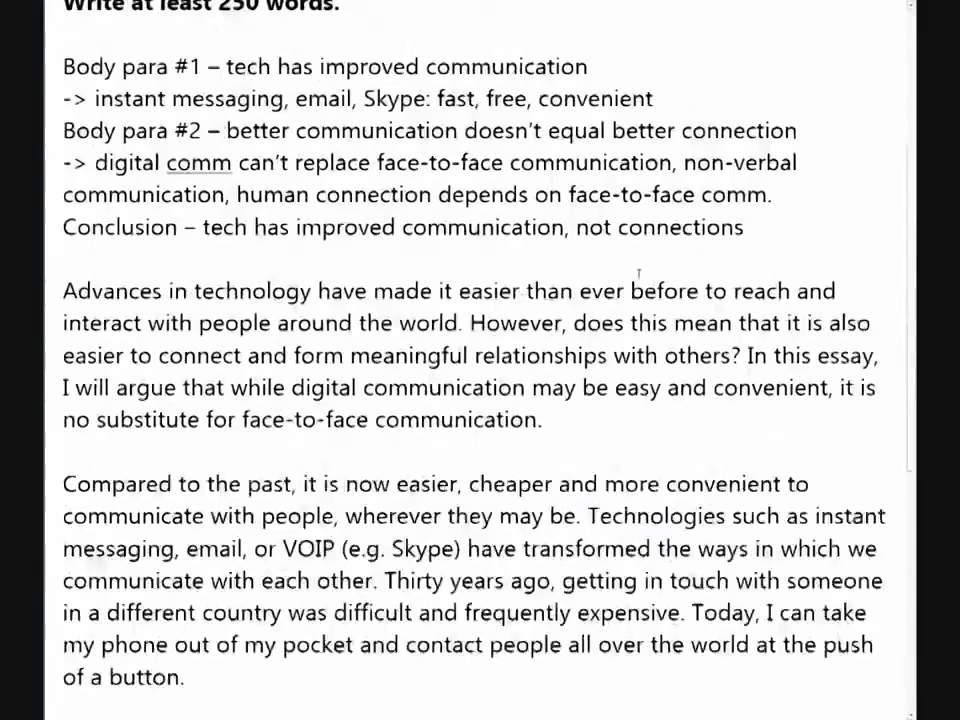 Write at least 250 words.
Body para #1 – tech has improved communication
-> instant messaging, email, Skype: fast, free, convenient
Body para #2 – better communication doesn't equal better connection
-> digital comm can't replace face-to-face communication, non-verbal
communication, human connection depends on face-to-face comm.
Conclusion – tech has improved communication, not connections
Advances in technology have made it easier than ever before to reach and
interact with people around the world. However, does this mean that it is also
easier to connect and form meaningful relationships with others? In this essay,
I will argue that while digital communication may be easy and convenient, it is
no substitute for face-to-face communication.
Compared to the past, it is now easier, cheaper and more convenient to
communicate with people, wherever they may be. Technologies such as instant
messaging, email, or VOIP (e.g. Skype) have transformed the ways in which we
communicate with each other. Thirty years ago, getting in touch with someone
in a different country was difficult and frequently expensive. Today, I can take
my phone out of my pocket and contact people all over the world at the push
of a button.